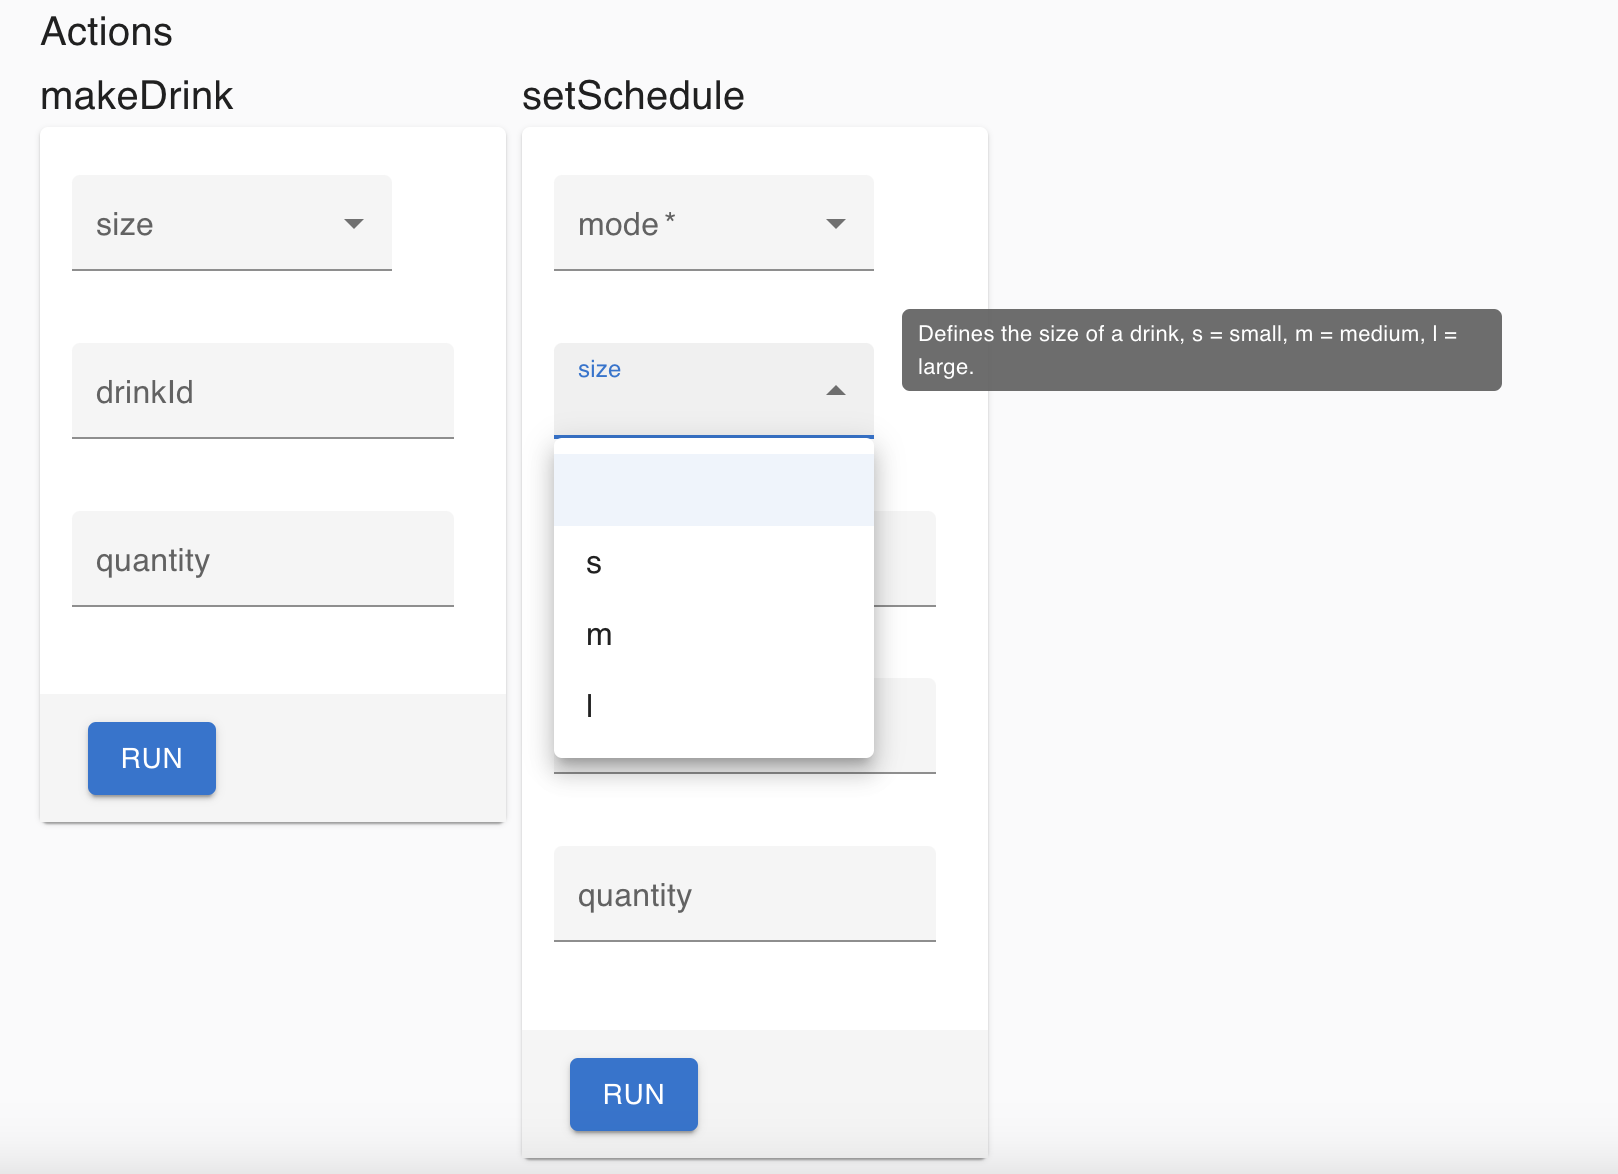 Actions
makeDrink
size
drinkId
quantity
RUN
setSchedule
mode *
size
Defines the size of a drink, s = small, m = medium, l =
large.
s
m
l
quantity
RUN